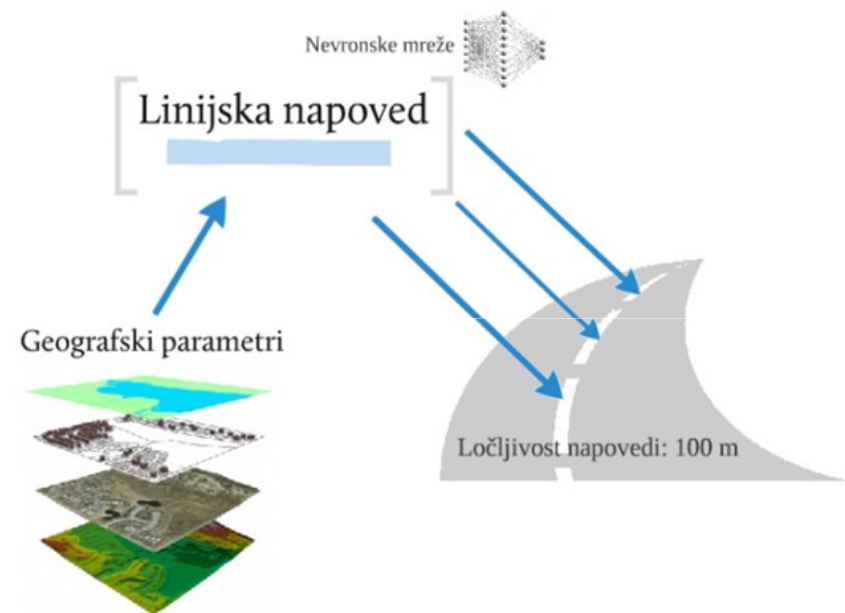 Nevronske mreže
Linijska napoved
Geografski parametri
Ločljivost napovedi: 100 m